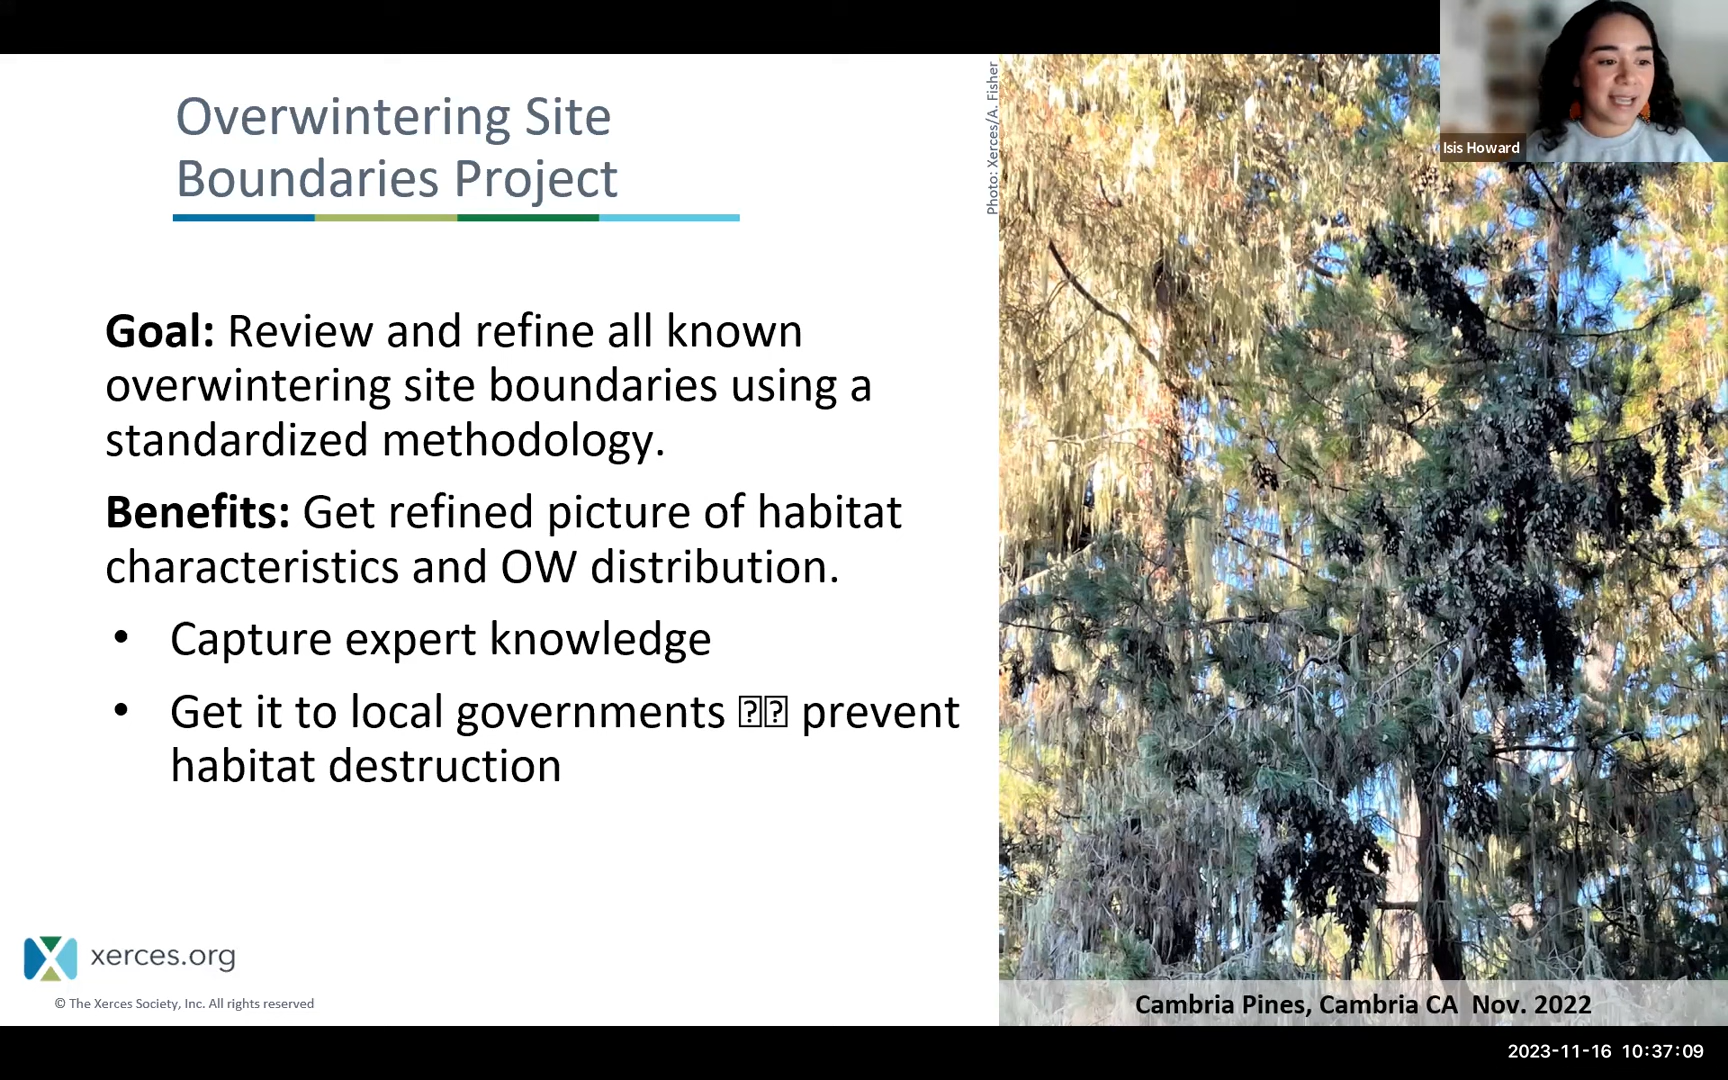 Overwintering Site
Boundaries Project
Goal: Review and refine all known
overwintering site boundaries using a
standardized methodology.
Benefits: Get refined picture of habitat
characteristics and OW distribution.
• Capture expert knowledge
• Get it to local governments ⍰⍰ prevent
habitat destruction
xerces.org
© The Xerces Society, Inc. All rights reserved
Photo: Xerces/A. Fisher
Isis Howard
Cambria Pines, Cambria CA Nov. 2022
2023-11-16 10:37:09